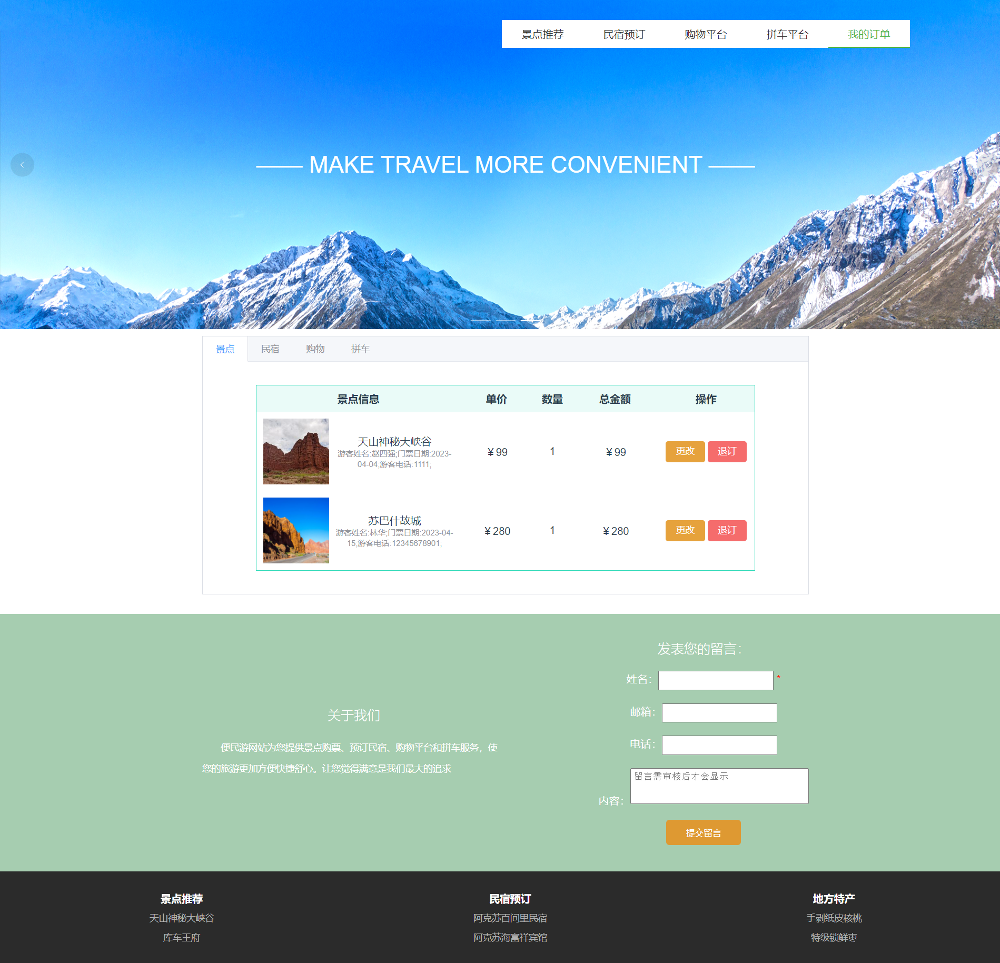 景点推荐 民宿预订 购物平台 拼车平台 我的订单
—— MAKE TRAVEL MORE CONVENIENT ——
景点 民宿 购物 拼车
景点信息 单价 数量 总金额 操作
天山神秘大峡谷
游客姓名:赵四强;门票日期:2023-
04-04;游客电话:1111;
¥ 99 1 ¥ 99 更改 退订
苏巴什故城
游客姓名:林华;门票日期:2023-04-
15;游客电话:12345678901;
¥ 280 1 ¥ 280 更改 退订
关于我们
便民游网站为您提供景点购票、预订民宿、购物平台和拼车服务，使
您的旅游更加方便快捷舒心。让您觉得满意是我们最大的追求
发表您的留言：
姓名： *
邮箱：
电话：
内容： 留言需审核后才会显示
提交留言
景点推荐
天山神秘大峡谷
库车王府
民宿预订
阿克苏百间里民宿
阿克苏海富祥宾馆
地方特产
手剥纸皮核桃
特级锁鲜枣